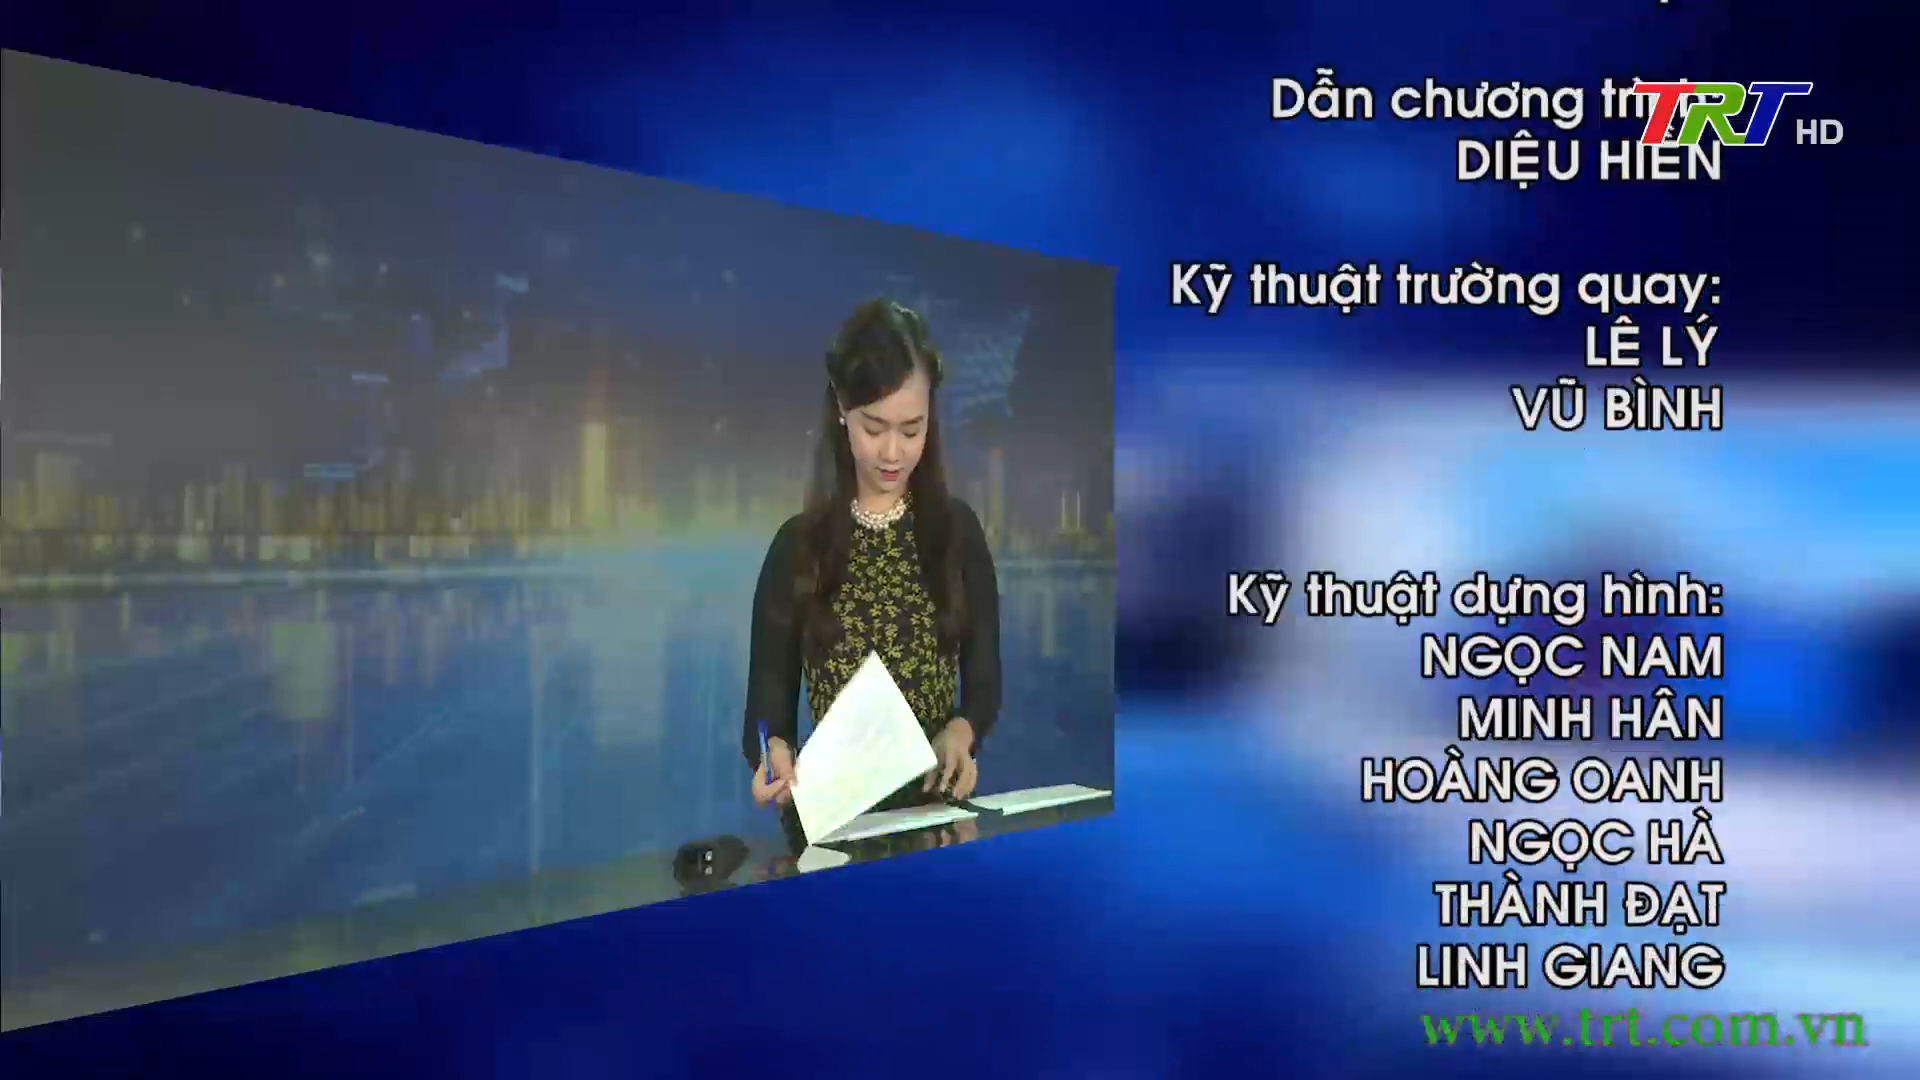 Dẫn chương trình:
TRT HD
DIỆU HIỀN
Kỹ thuật trường quay:
LÊ LÝ
VŨ BÌNH
Kỹ thuật dựng hình:
NGỌC NAM
MINH HÂN
HOÀNG OANH
NGỌC HÀ
THÀNH ĐẠT
LINH GIANG
www.trt.com.vn